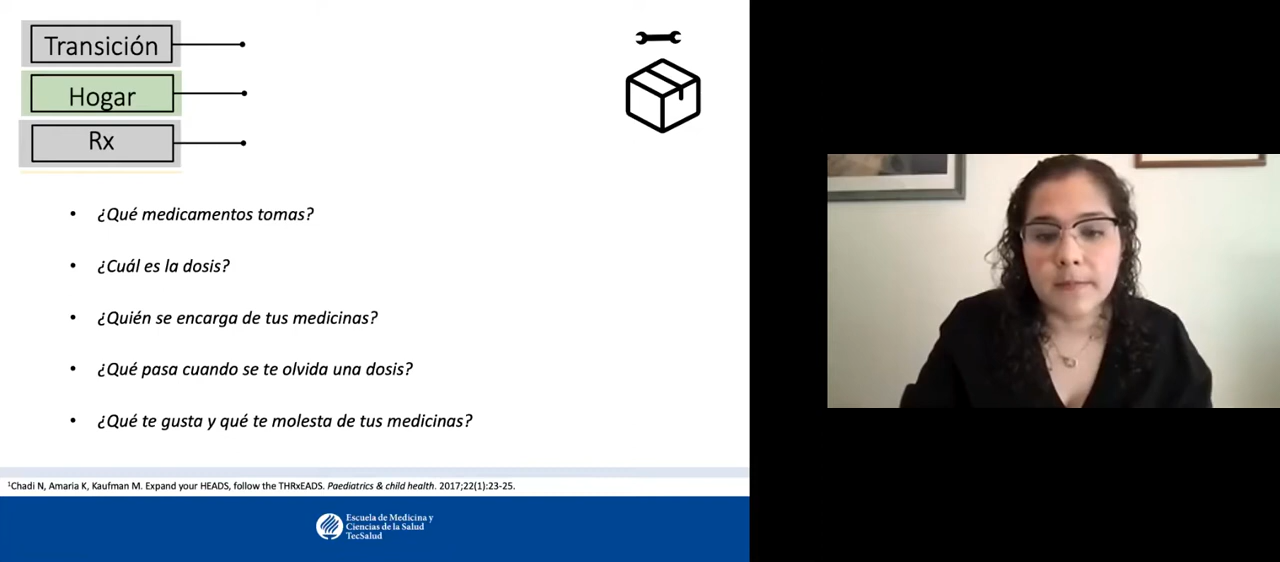 Transición
Hogar
Rx
• ¿Qué medicamentos tomas?
• ¿Cuál es la dosis?
• ¿Quién se encarga de tus medicinas?
• ¿Qué pasa cuando se te olvida una dosis?
• ¿Qué te gusta y qué te molesta de tus medicinas?
¹Chadi N, Amaria K, Kaufman M. Expand your HEADS, follow the THRxEADS. Paediatrics & child health. 2017;22(1):23-25.
Escuela de Medicina y
Ciencias de la Salud
TecSalud